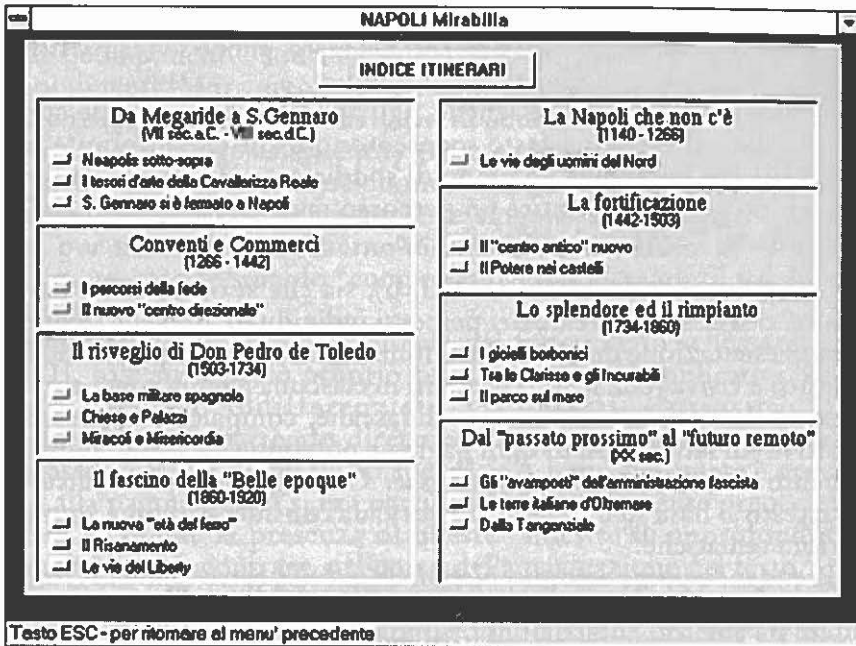 NAPOLI Mirabilia
INDICE ITINERARI
Da Megaride a S.Gennaro
(VII sec.a.C. - VIII sec.d.C.)
Neapolis sotto-sopra
I tesori d'arte della Cavallerizza Reale
S. Gennaro si è fermato a Napoli
Conventi e Commerci
(1266 - 1442)
I percorsi della fede
Il nuovo "centro direzionale"
Il risveglio di Don Pedro de Toledo
(1503-1734)
La base militare spagnola
Chiese e Palazzi
Miracoli e Misericordia
Il fascino della "Belle epoque"
(1860-1920)
La nuova "età del ferro"
Il Risanamento
Le vie del Liberty
La Napoli che non c'è
(1140 - 1266)
Le vie degli uomini del Nord
La fortificazione
(1442-1503)
Il "centro antico" nuovo
Il Potere nei castelli
Lo splendore ed il rimpianto
(1734-1860)
I gioielli borbonici
Tra le Clarisse e gli Incurabili
Il parco sul mare
Dal "passato prossimo" al "futuro remoto"
(XX sec.)
Gli "avamposti" dell'amministrazione fascista
Le terre italiane d'Oltremare
Dalla Tangenziale
Tasto ESC - per ritornare al menu' precedente